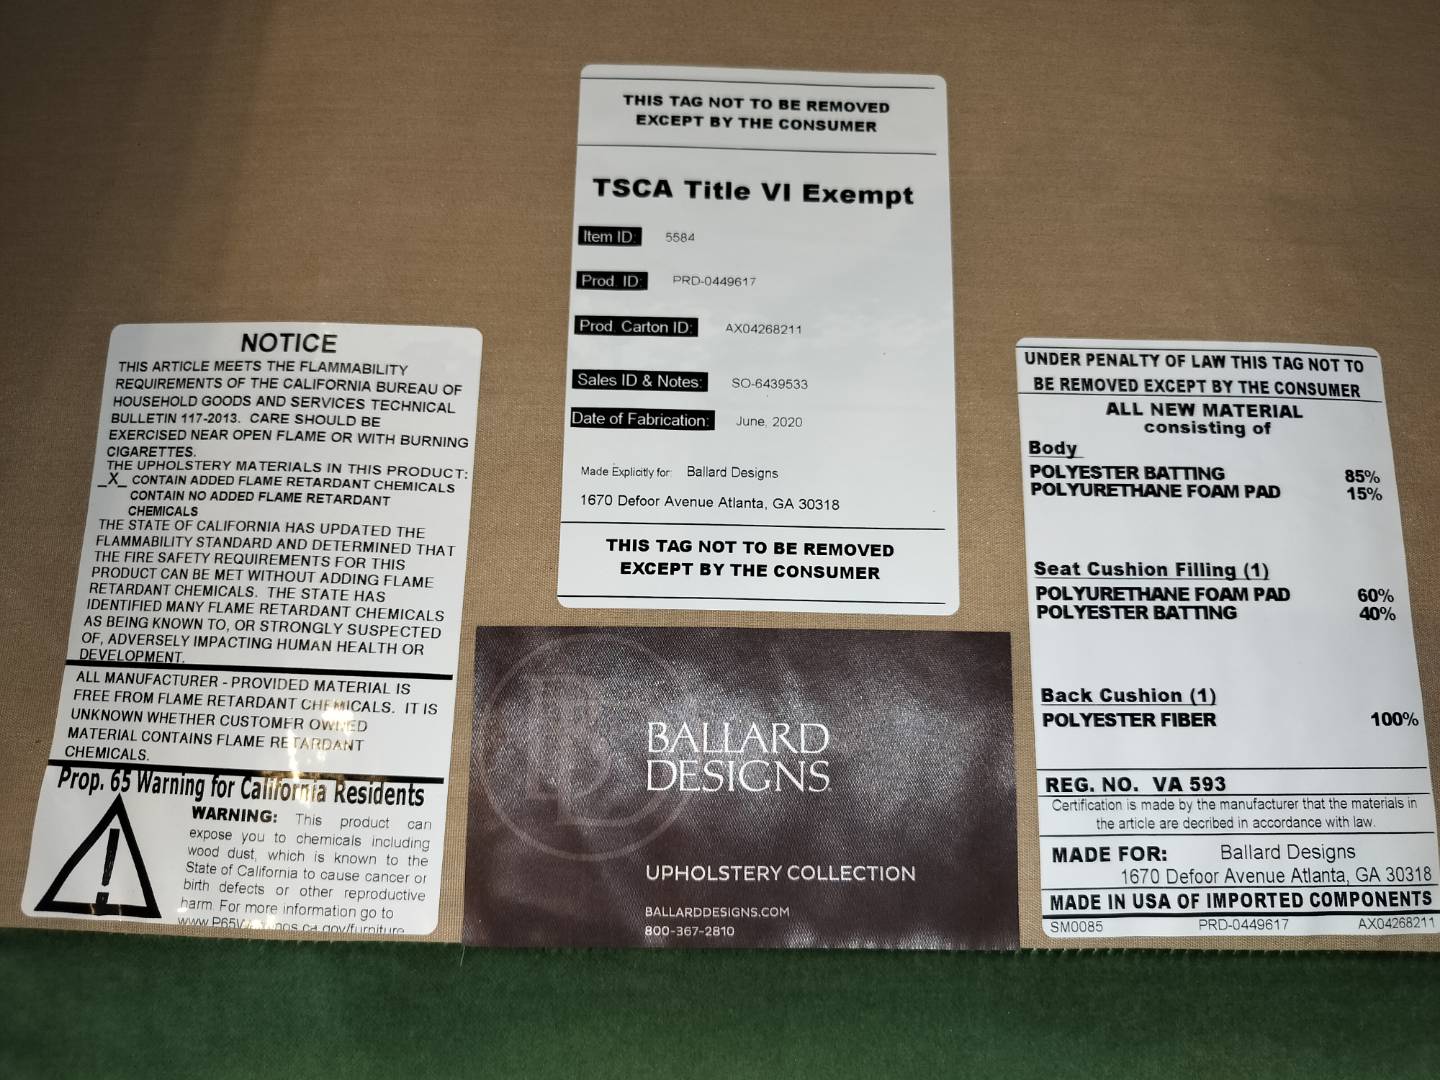 THIS TAG NOT TO BE REMOVED
EXCEPT BY THE CONSUMER
TSCA Title VI Exempt
Item ID: 5584
Prod. ID: PRD-0449617
Prod. Carton ID: AX04268211
Sales ID & Notes: SO-6439533
Date of Fabrication: June, 2020
Made Explicitly for: Ballard Designs
1670 Defoor Avenue Atlanta, GA 30318
THIS TAG NOT TO BE REMOVED
EXCEPT BY THE CONSUMER
NOTICE
THIS ARTICLE MEETS THE FLAMMABILITY
REQUIREMENTS OF THE CALIFORNIA BUREAU OF
HOUSEHOLD GOODS AND SERVICES TECHNICAL
BULLETIN 117-2013. CARE SHOULD BE
EXERCISED NEAR OPEN FLAME OR WITH BURNING
CIGARETTES.
THE UPHOLSTERY MATERIALS IN THIS PRODUCT:
_X_ CONTAIN ADDED FLAME RETARDANT CHEMICALS
CONTAIN NO ADDED FLAME RETARDANT
CHEMICALS
THE STATE OF CALIFORNIA HAS UPDATED THE
FLAMMABILITY STANDARD AND DETERMINED THAT
THE FIRE SAFETY REQUIREMENTS FOR THIS
PRODUCT CAN BE MET WITHOUT ADDING FLAME
RETARDANT CHEMICALS. THE STATE HAS
IDENTIFIED MANY FLAME RETARDANT CHEMICALS
AS BEING KNOWN TO, OR STRONGLY SUSPECTED
OF, ADVERSELY IMPACTING HUMAN HEALTH OR
DEVELOPMENT.
ALL MANUFACTURER - PROVIDED MATERIAL IS
FREE FROM FLAME RETARDANT CHEMICALS. IT IS
UNKNOWN WHETHER CUSTOMER OWNED
MATERIAL CONTAINS FLAME RETARDANT
CHEMICALS.
Prop. 65 Warning for California Residents
WARNING: This product can
expose you to chemicals including
wood dust, which is known to the
State of California to cause cancer or
birth defects or other reproductive
harm. For more information go to
BALLARD
DESIGNS
UPHOLSTERY COLLECTION
BALLARDDESIGNS.COM
800-367-2810
UNDER PENALTY OF LAW THIS TAG NOT TO
BE REMOVED EXCEPT BY THE CONSUMER
ALL NEW MATERIAL
consisting of
Body
POLYESTER BATTING 85%
POLYURETHANE FOAM PAD 15%
Seat Cushion Filling (1)
POLYURETHANE FOAM PAD 60%
POLYESTER BATTING 40%
Back Cushion (1)
POLYESTER FIBER 100%
REG. NO. VA 593
Certification is made by the manufacturer that the materials in
the article are decribed in accordance with law.
MADE FOR: Ballard Designs
1670 Defoor Avenue Atlanta, GA 30318
MADE IN USA OF IMPORTED COMPONENTS
SM0085 PRD-0449617 AX04268211